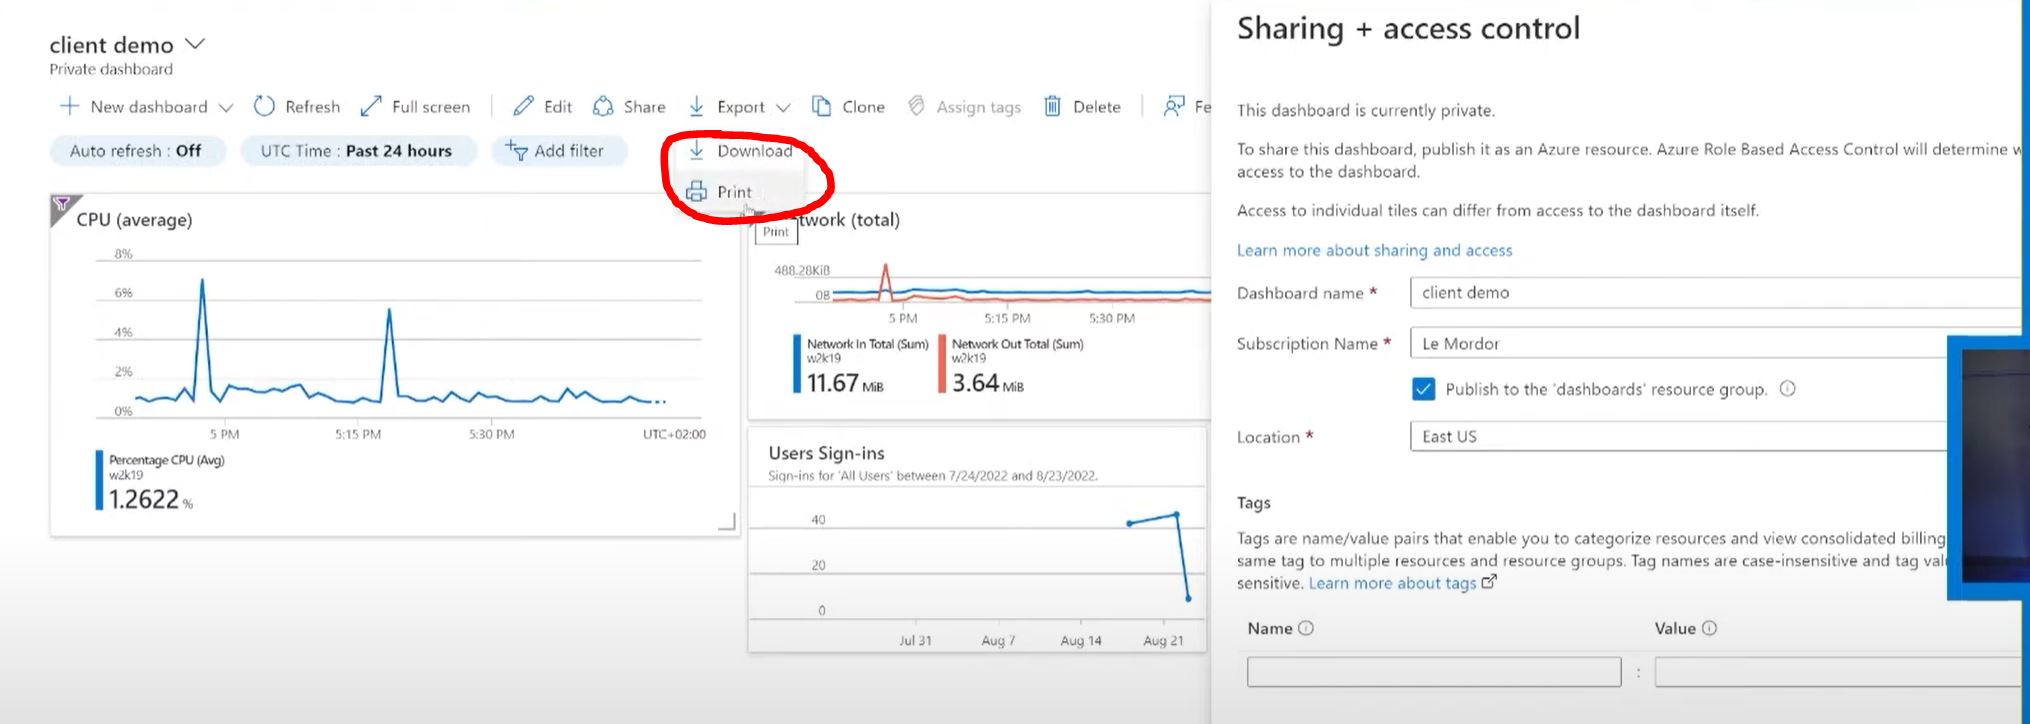 client demo
Private dashboard
New dashboard Refresh Full screen Edit Share Export Clone Assign tags Delete Fe
Auto refresh : Off UTC Time : Past 24 hours Add filter
Download
Print
Print
CPU (average)
8%
6%
4%
2%
0%
5 PM 5:15 PM 5:30 PM UTC+02:00
Percentage CPU (Avg)
w2k19
1.2622 %
twork (total)
488.28KiB
0B
5 PM 5:15 PM 5:30 PM
Network In Total (Sum)
w2k19
11.67 MiB
Network Out Total (Sum)
w2k19
3.64 MiB
Users Sign-ins
Sign-ins for 'All Users' between 7/24/2022 and 8/23/2022.
40
20
0
Jul 31 Aug 7 Aug 14 Aug 21
Sharing + access control
This dashboard is currently private.
To share this dashboard, publish it as an Azure resource. Azure Role Based Access Control will determine w
access to the dashboard.
Access to individual tiles can differ from access to the dashboard itself.
Learn more about sharing and access
Dashboard name * client demo
Subscription Name * Le Mordor
Publish to the 'dashboards' resource group.
Location * East US
Tags
Tags are name/value pairs that enable you to categorize resources and view consolidated billing
same tag to multiple resources and resource groups. Tag names are case-insensitive and tag val
sensitive. Learn more about tags
Name Value
: